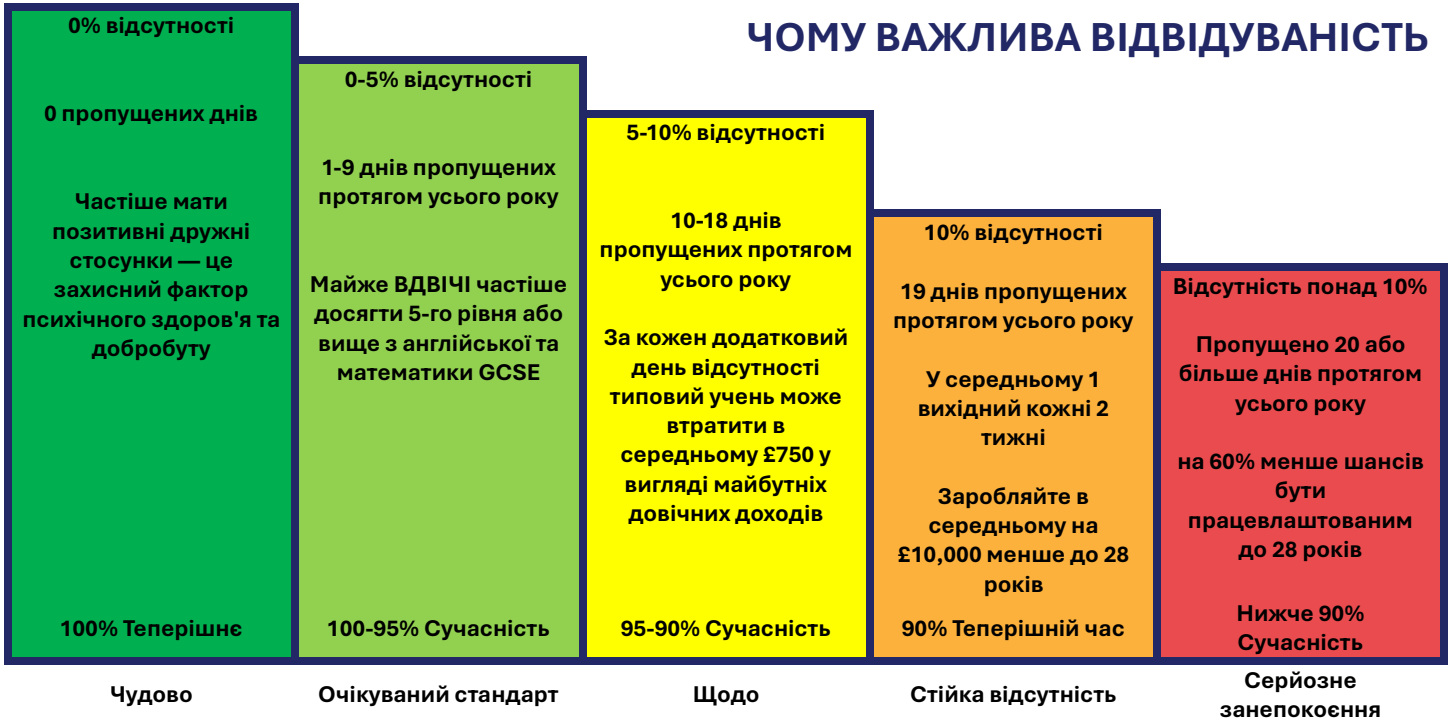 ЧОМУ ВАЖЛИВА ВІДВІДУВАНІСТЬ
0% відсутності
0 пропущених днів
Частіше мати
позитивні дружні
стосунки — це
захисний фактор
психічного здоров'я та
добробуту
100% Теперішнє
Чудово
0-5% відсутності
1-9 днів пропущених
протягом усього року
Майже ВДВІЧІ частіше
досягти 5-го рівня або
вище з англійської та
математики GCSE
100-95% Сучасність
Очікуваний стандарт
5-10% відсутності
10-18 днів
пропущених протягом
усього року
За кожен додатковий
день відсутності
типовий учень може
втратити в
середньому £750 у
вигляді майбутніх
довічних доходів
95-90% Сучасність
Щодо
10% відсутності
19 днів пропущених
протягом усього року
У середньому 1
вихідний кожні 2
тижні
Заробляйте в
середньому на
£10,000 менше до 28
років
90% Теперішній час
Стійка відсутність
Відсутність понад 10%
Пропущено 20 або
більше днів протягом
усього року
на 60% менше шансів
бути
працевлаштованим
до 28 років
Нижче 90%
Сучасність
Серйозне
занепокоєння